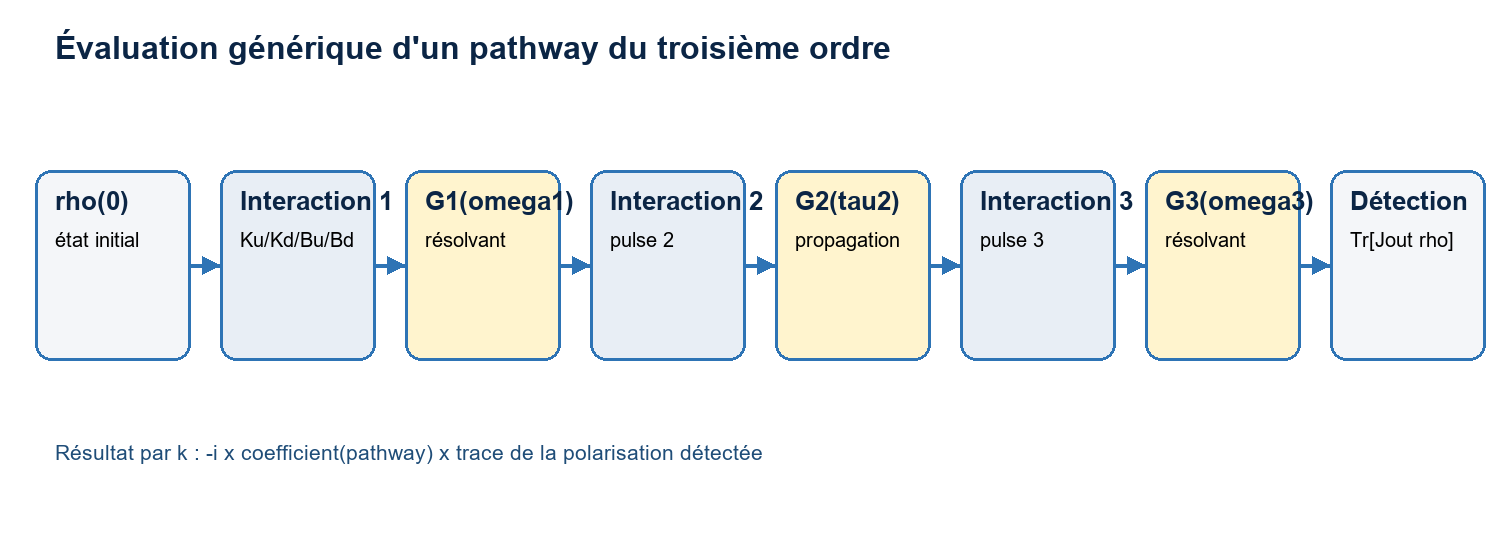 Évaluation générique d'un pathway du troisième ordre
rho(0)
état initial
Interaction 1
Ku/Kd/Bu/Bd
G1(omega1)
résolvant
Interaction 2
pulse 2
G2(tau2)
propagation
Interaction 3
pulse 3
G3(omega3)
résolvant
Détection
Tr[Jout rho]
Résultat par k : -i x coefficient(pathway) x trace de la polarisation détectée